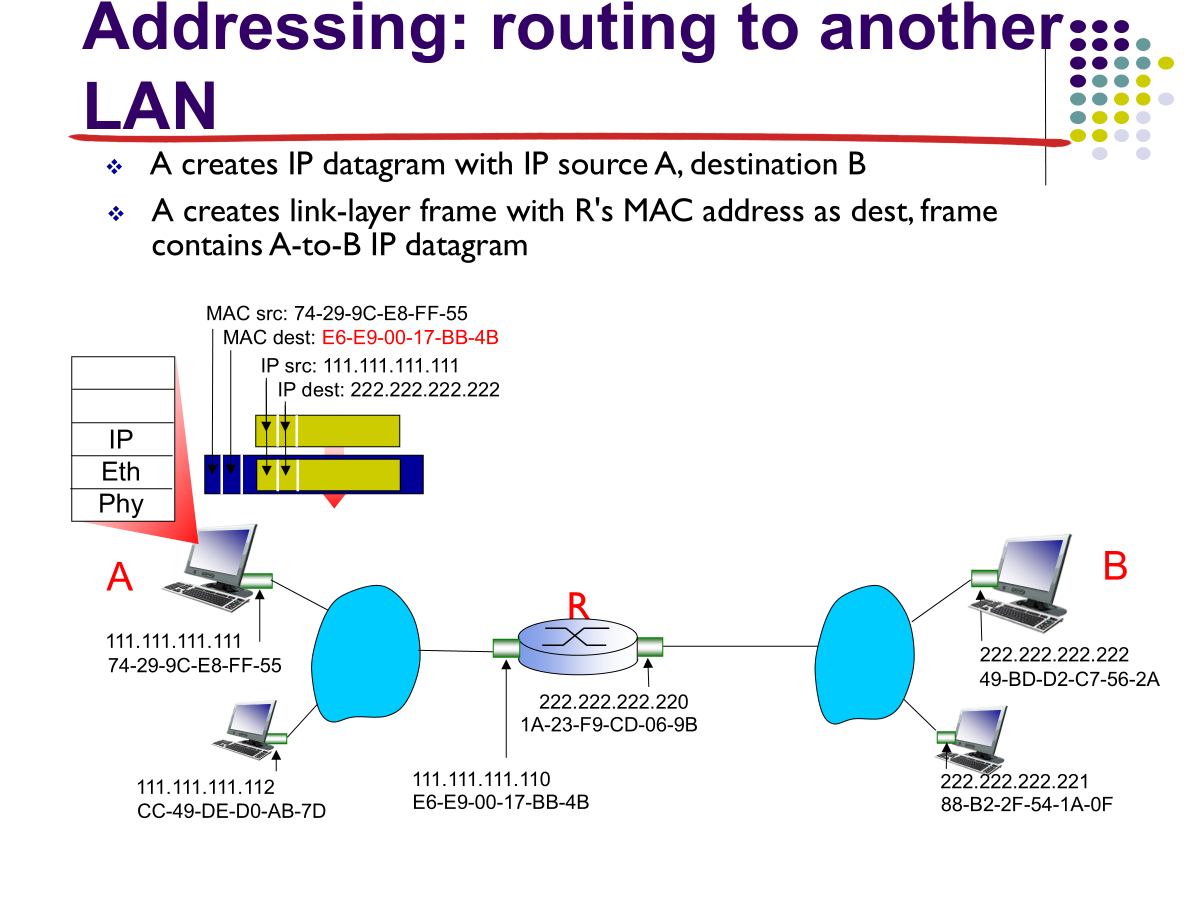 Addressing: routing to another
LAN
A creates IP datagram with IP source A, destination B
A creates link-layer frame with R's MAC address as dest, frame
contains A-to-B IP datagram
MAC src: 74-29-9C-E8-FF-55
MAC dest: E6-E9-00-17-BB-4B
IP src: 111.111.111.111
IP dest: 222.222.222.222
IP
Eth
Phy
A
B
R
111.111.111.111
74-29-9C-E8-FF-55
222.222.222.222
49-BD-D2-C7-56-2A
222.222.222.220
1A-23-F9-CD-06-9B
111.111.111.112
CC-49-DE-D0-AB-7D
111.111.111.110
E6-E9-00-17-BB-4B
222.222.222.221
88-B2-2F-54-1A-0F